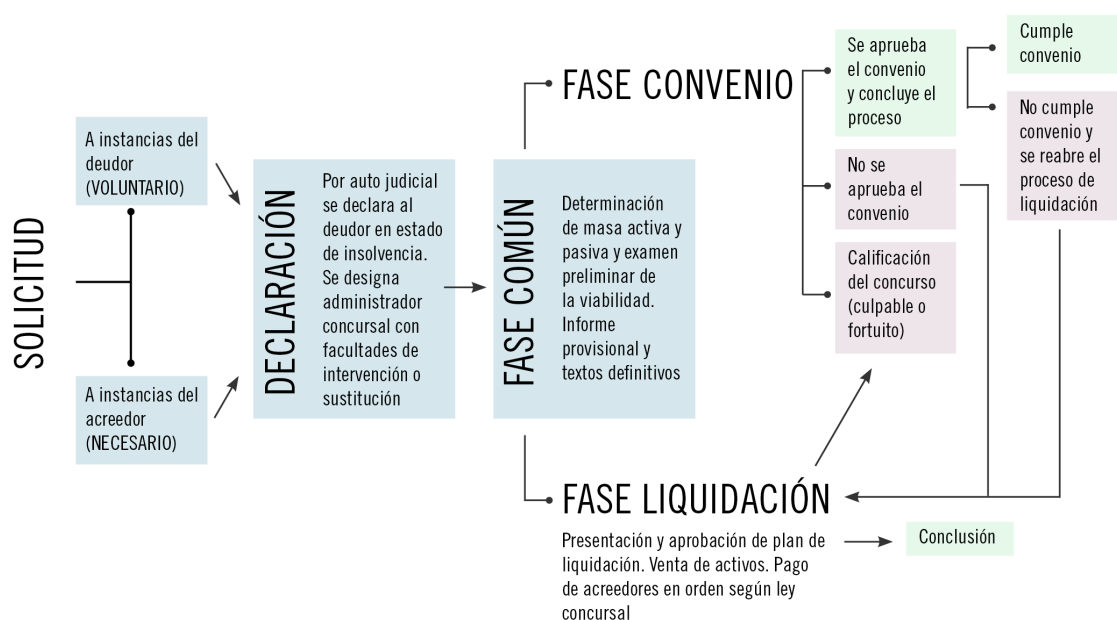 SOLICITUD
A instancias del
deudor
(VOLUNTARIO)
A instancias del
acreedor
(NECESARIO)
DECLARACIÓN
Por auto judicial
se declara al
deudor en estado
de insolvencia.
Se designa
administrador
concursal con
facultades de
intervención o
sustitución
FASE COMÚN
Determinación
de masa activa y
pasiva y examen
preliminar de
la viabilidad.
Informe
provisional y
textos definitivos
FASE CONVENIO
Se aprueba
el convenio
y concluye el
proceso
Cumple
convenio
No cumple
convenio y
se reabre el
proceso de
liquidación
No se
aprueba el
convenio
Calificación
del concurso
(culpable o
fortuito)
FASE LIQUIDACIÓN
Presentación y aprobación de plan de
liquidación. Venta de activos. Pago
de acreedores en orden según ley
concursal
Conclusión